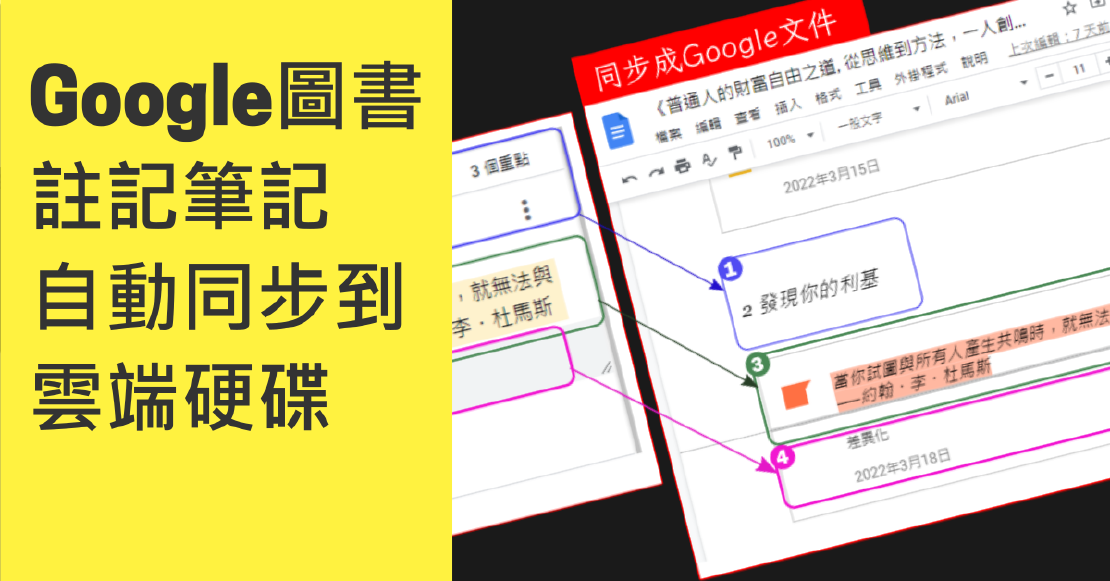 Google圖書
註記筆記
自動同步到
雲端硬碟
3 個重點
，就無法與
李．杜馬斯
同步成Google文件
《普通人的財富自由之道, 從思維到方法，一人創...
檔案 編輯 查看 插入 格式 工具 外掛程式 說明 上次編輯：7 天前
100% 一般文字 Arial 11
2022年3月15日
1
2 發現你的利基
3
當你試圖與所有人產生共鳴時，就無法
——約翰．李．杜馬斯
4
差異化
2022年3月18日